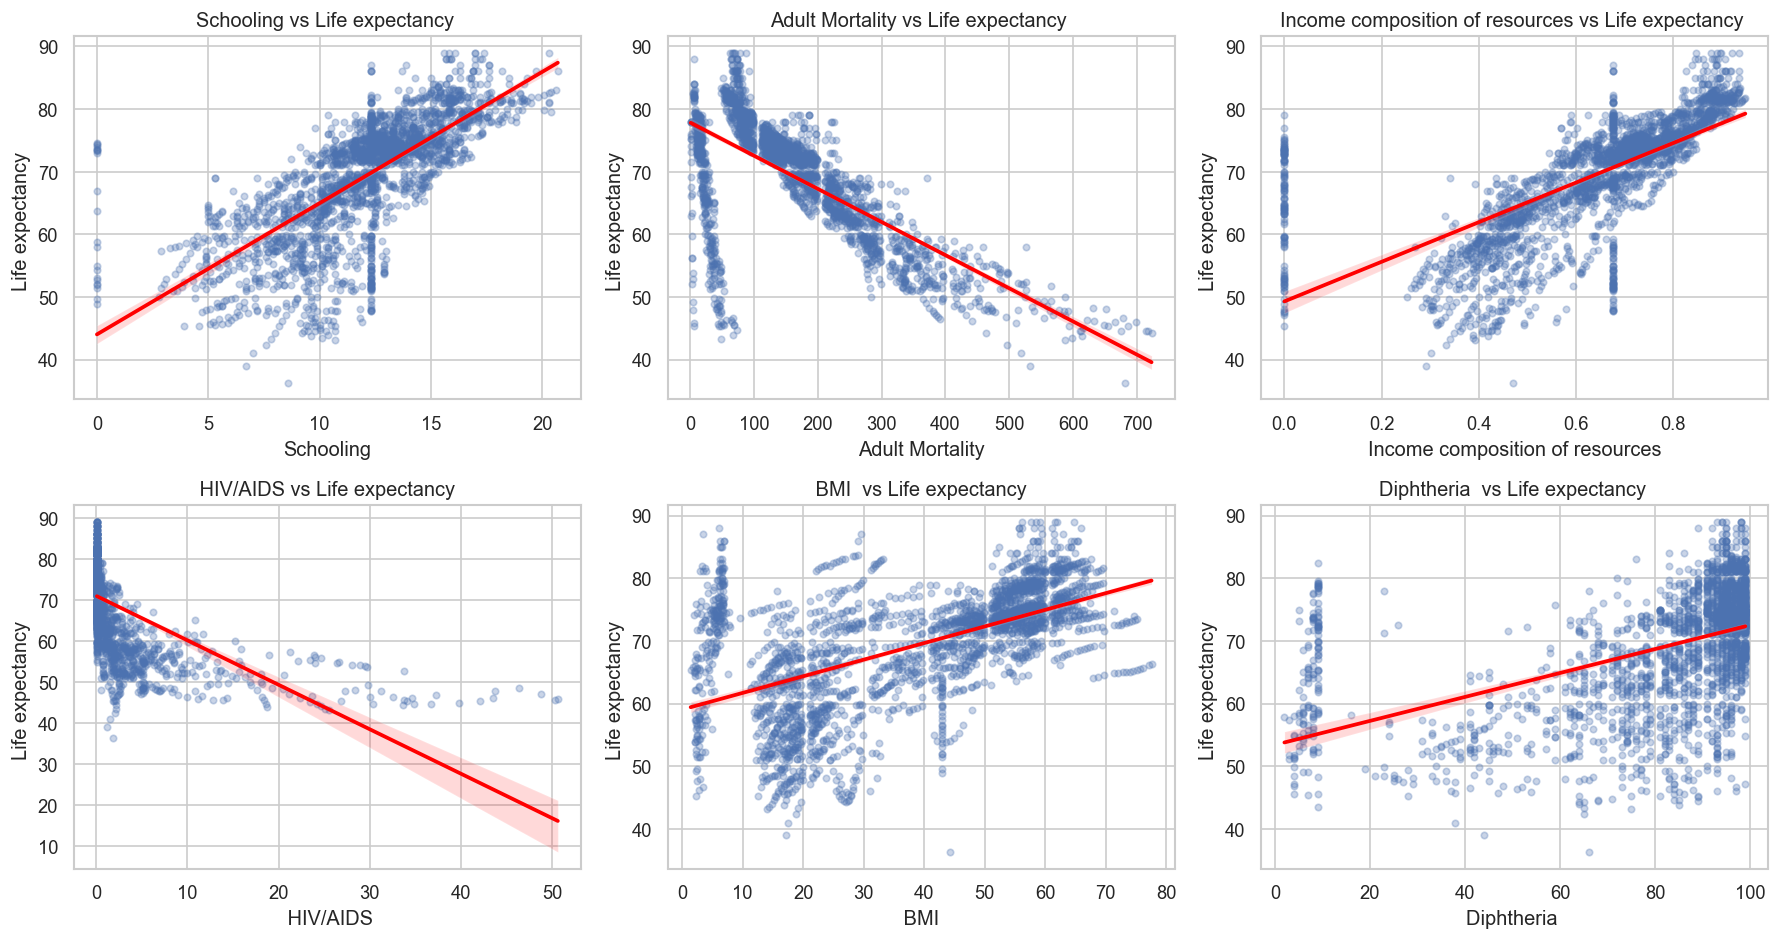 Schooling vs Life expectancy
90
80
70
60
50
40
Life expectancy
0 5 10 15 20
Schooling
Adult Mortality vs Life expectancy
90
80
70
60
50
40
Life expectancy
0 100 200 300 400 500 600 700
Adult Mortality
Income composition of resources vs Life expectancy
90
80
70
60
50
40
Life expectancy
0.0 0.2 0.4 0.6 0.8
Income composition of resources
HIV/AIDS vs Life expectancy
90
80
70
60
50
40
30
20
10
Life expectancy
0 10 20 30 40 50
HIV/AIDS
BMI vs Life expectancy
90
80
70
60
50
40
Life expectancy
0 10 20 30 40 50 60 70 80
BMI
Diphtheria vs Life expectancy
90
80
70
60
50
40
Life expectancy
0 20 40 60 80 100
Diphtheria